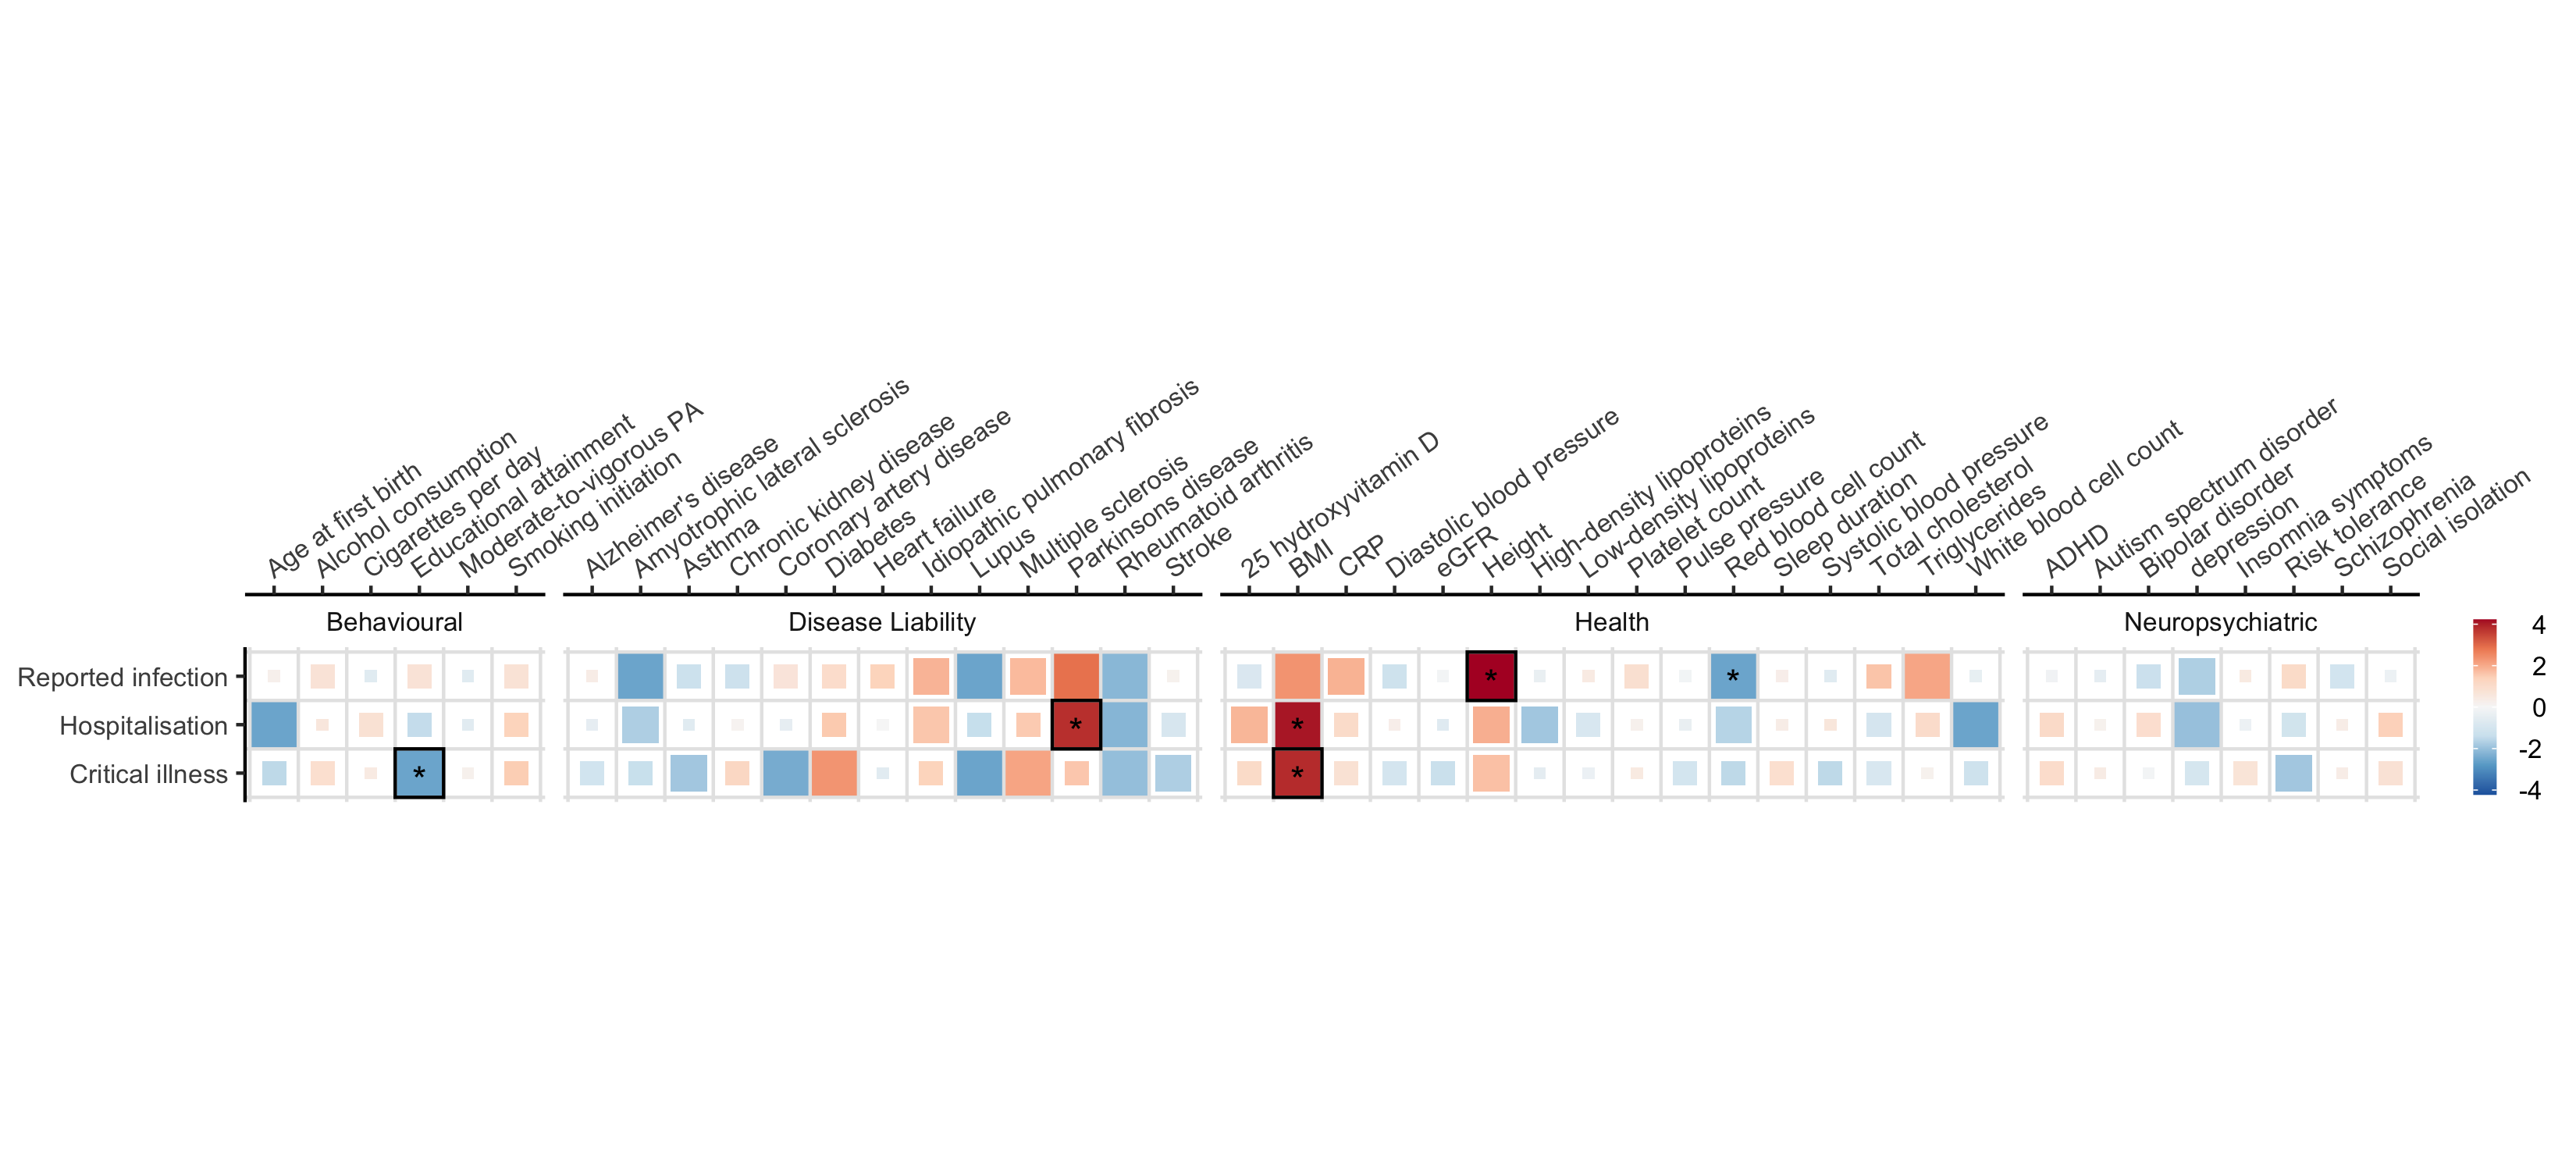 Age at first birth
Alcohol consumption
Cigarettes per day
Educational attainment
Moderate-to-vigorous PA
Smoking initiation
Alzheimer's disease
Amyotrophic lateral sclerosis
Asthma
Chronic kidney disease
Coronary artery disease
Diabetes
Heart failure
Idiopathic pulmonary fibrosis
Lupus
Multiple sclerosis
Parkinsons disease
Rheumatoid arthritis
Stroke
25 hydroxyvitamin D
BMI
CRP
Diastolic blood pressure
eGFR
Height
High-density lipoproteins
Low-density lipoproteins
Platelet count
Pulse pressure
Red blood cell count
Sleep duration
Systolic blood pressure
Total cholesterol
Triglycerides
White blood cell count
ADHD
Autism spectrum disorder
Bipolar disorder
depression
Insomnia symptoms
Risk tolerance
Schizophrenia
Social isolation
Behavioural
Disease Liability
Health
Neuropsychiatric
Reported infection * *
Hospitalisation * *
Critical illness * *
4
2
0
-2
-4